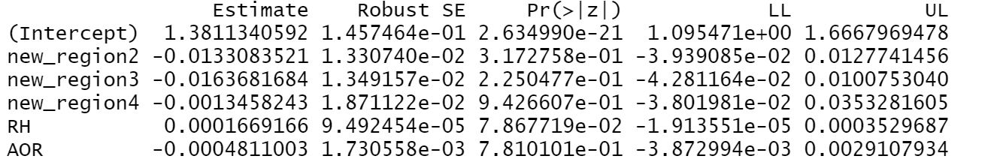 Estimate Robust SE Pr(>|z|) LL UL
(Intercept) 1.3811340592 1.457464e-01 2.634990e-21 1.095471e+00 1.6667969478
new_region2 -0.0133083521 1.330740e-02 3.172758e-01 -3.939085e-02 0.0127741456
new_region3 -0.0163681684 1.349157e-02 2.250477e-01 -4.281164e-02 0.0100753040
new_region4 -0.0013458243 1.871122e-02 9.426607e-01 -3.801981e-02 0.0353281605
RH 0.0001669166 9.492454e-05 7.867719e-02 -1.913551e-05 0.0003529687
AOR -0.0004811003 1.730558e-03 7.810101e-01 -3.872994e-03 0.0029107934